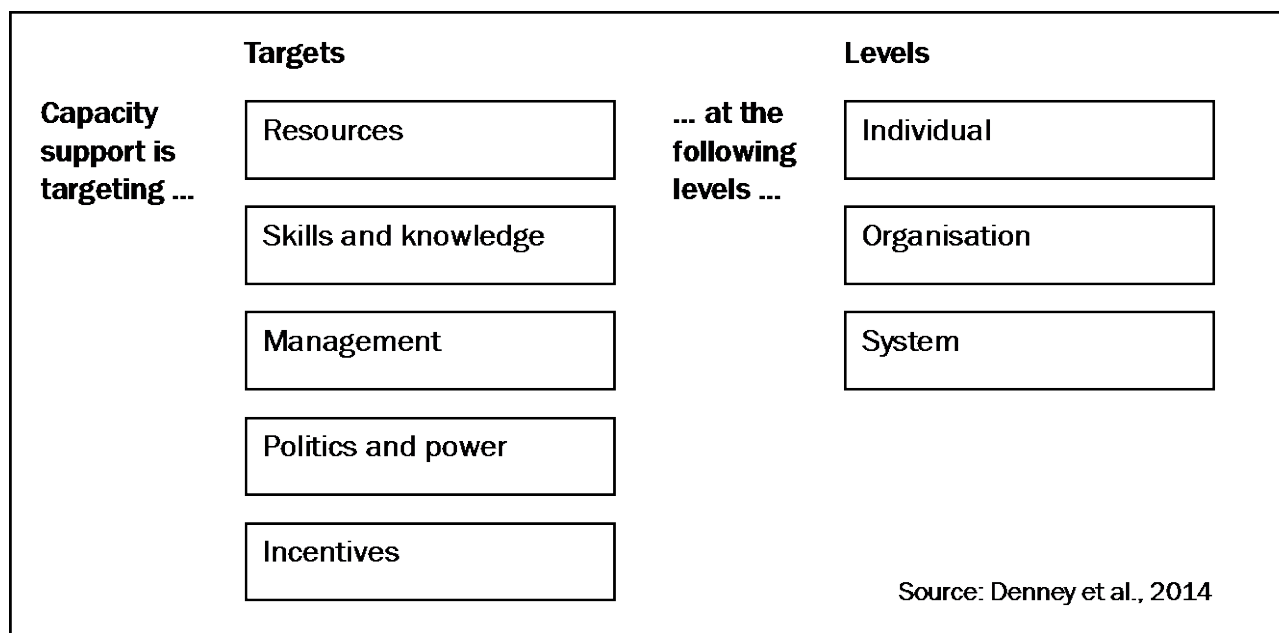 Targets
Levels
Capacity
support is
targeting ...
Resources
Skills and knowledge
Management
Politics and power
Incentives
... at the
following
levels ...
Individual
Organisation
System
Source: Denney et al., 2014